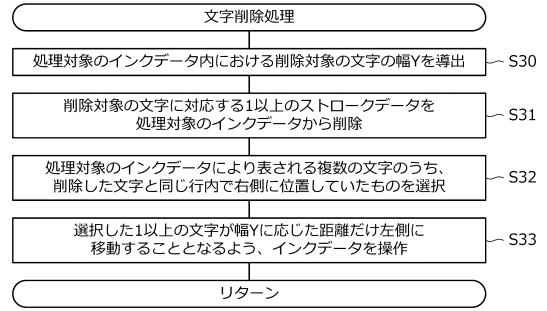 文字削除処理
処理対象のインクデータ内における削除対象の文字の幅Yを導出
S30
削除対象の文字に対応する1以上のストロークデータを
処理対象のインクデータから削除
S31
処理対象のインクデータにより表される複数の文字のうち、
削除した文字と同じ行内で右側に位置していたものを選択
S32
選択した1以上の文字が幅Yに応じた距離だけ左側に
移動することとなるよう、インクデータを操作
S33
リターン